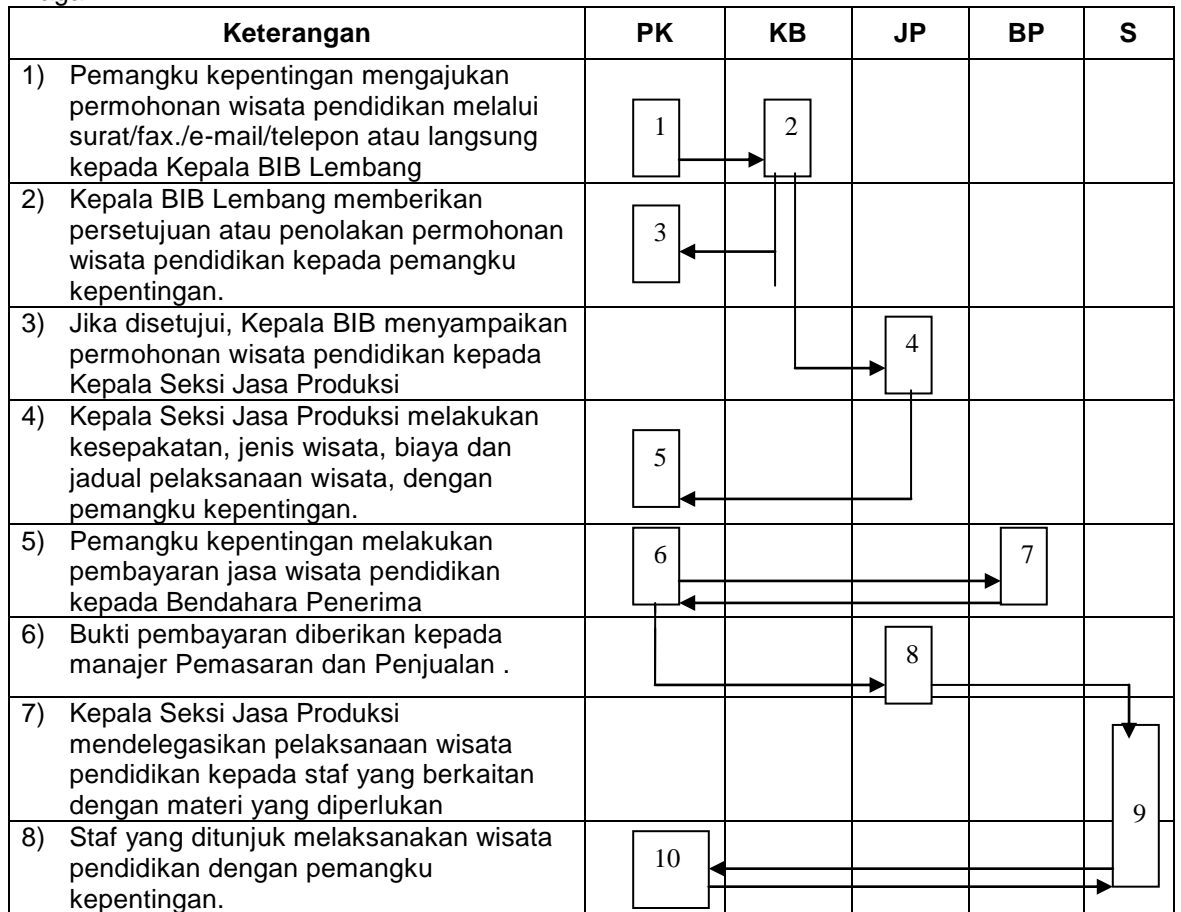 Keterangan PK KB JP BP S
1) Pemangku kepentingan mengajukan
permohonan wisata pendidikan melalui
surat/fax./e-mail/telepon atau langsung
kepada Kepala BIB Lembang
1 2
2) Kepala BIB Lembang memberikan
persetujuan atau penolakan permohonan
wisata pendidikan kepada pemangku
kepentingan.
3
3) Jika disetujui, Kepala BIB menyampaikan
permohonan wisata pendidikan kepada
Kepala Seksi Jasa Produksi
4
4) Kepala Seksi Jasa Produksi melakukan
kesepakatan, jenis wisata, biaya dan
jadual pelaksanaan wisata, dengan
pemangku kepentingan.
5
5) Pemangku kepentingan melakukan
pembayaran jasa wisata pendidikan
kepada Bendahara Penerima
6 7
6) Bukti pembayaran diberikan kepada
manajer Pemasaran dan Penjualan .
8
7) Kepala Seksi Jasa Produksi
mendelegasikan pelaksanaan wisata
pendidikan kepada staf yang berkaitan
dengan materi yang diperlukan
9
8) Staf yang ditunjuk melaksanakan wisata
pendidikan dengan pemangku
kepentingan.
10